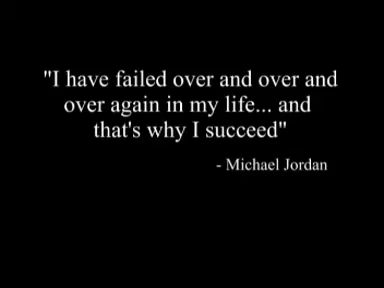 "I have failed over and over and
over again in my life... and
that's why I succeed"
- Michael Jordan